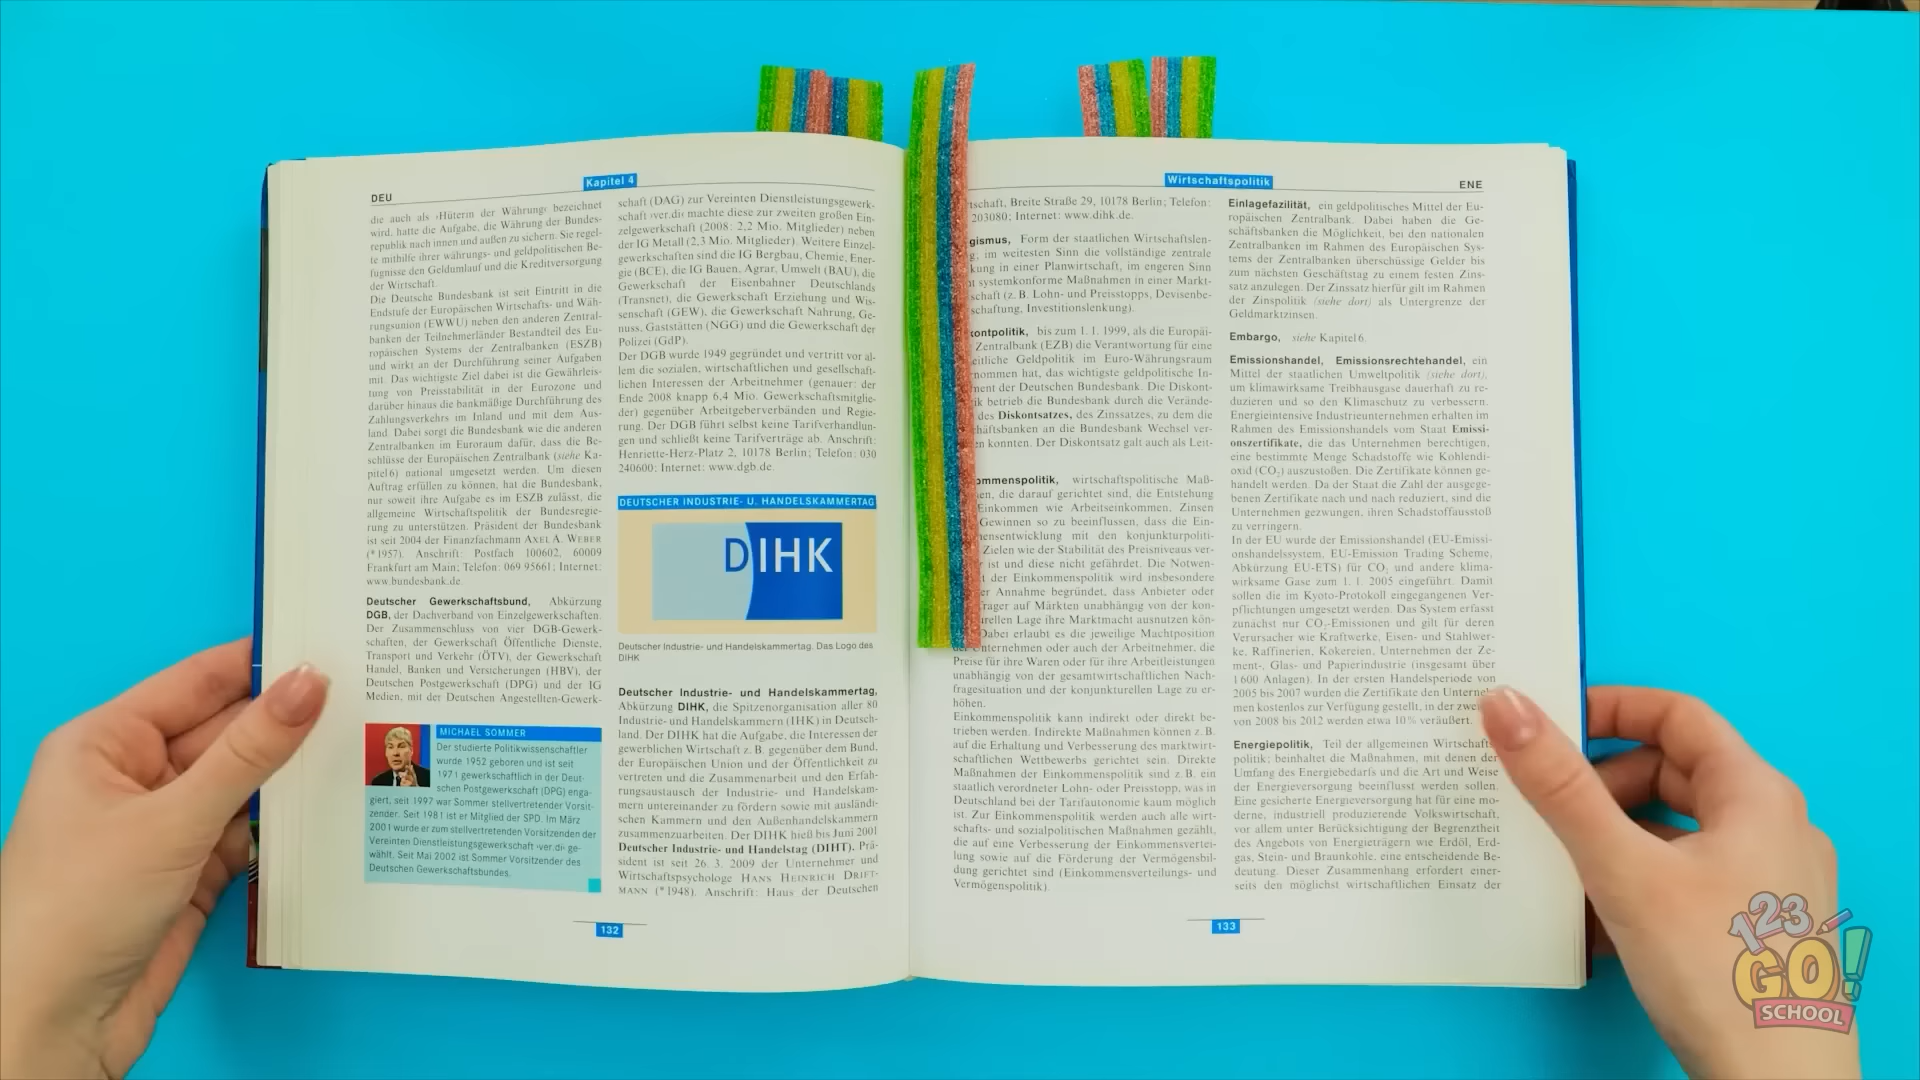 DEU
Kapitel 4
die auch als ›Hüterin der Währung‹ bezeichnet
wird, hatte die Aufgabe, die Währung der Bundes-
republik nach innen und außen zu sichern. Sie regel-
te mithilfe ihrer währungs- und geldpolitischen Be-
fugnisse den Geldumlauf und die Kreditversorgung
der Wirtschaft.
Die Deutsche Bundesbank ist seit Eintritt in die
Endstufe der Europäischen Wirtschafts- und Wäh-
rungsunion (EWWU) neben den anderen Zentral-
banken der Teilnehmerländer Bestandteil des Eu-
ropäischen Systems der Zentralbanken (ESZB)
und wirkt an der Durchführung seiner Aufgaben
mit. Das wichtigste Ziel dabei ist die Gewährleis-
tung von Preisstabilität in der Eurozone und
darüber hinaus die bankmäßige Durchführung des
Zahlungsverkehrs im Inland und mit dem Aus-
land. Dabei sorgt die Bundesbank wie die anderen
Zentralbanken im Euroraum dafür, dass die Be-
schlüsse der Europäischen Zentralbank (siehe Ka-
pitel 6) national umgesetzt werden. Um diesen
Auftrag erfüllen zu können, hat die Bundesbank,
nur soweit ihre Aufgabe es im ESZB zulässt, die
allgemeine Wirtschaftspolitik der Bundesregie-
rung zu unterstützen. Präsident der Bundesbank
ist seit 2004 der Finanzfachmann AXEL A. WEBER
(*1957). Anschrift: Postfach 100602, 60009
Frankfurt am Main; Telefon: 069 95661; Internet:
www.bundesbank.de.
Deutscher Gewerkschaftsbund, Abkürzung
DGB, der Dachverband von Einzelgewerkschaften.
Der Zusammenschluss von vier DGB-Gewerk-
schaften, der Gewerkschaft Öffentliche Dienste,
Transport und Verkehr (ÖTV), der Gewerkschaft
Handel, Banken und Versicherungen (HBV), der
Deutschen Postgewerkschaft (DPG) und der IG
Medien, mit der Deutschen Angestellten-Gewerk-
MICHAEL SOMMER
Der studierte Politikwissenschaftler
wurde 1952 geboren und ist seit
1971 gewerkschaftlich in der Deut-
schen Postgewerkschaft (DPG) enga-
giert, seit 1997 war Sommer stellvertretender Vorsit-
zender. Seit 1981 ist er Mitglied der SPD. Im März
2001 wurde er zum stellvertretenden Vorsitzenden der
Vereinten Dienstleistungsgewerkschaft ›ver.di‹ ge-
wählt. Seit Mai 2002 ist Sommer Vorsitzender des
Deutschen Gewerkschaftsbundes.
schaft (DAG) zur Vereinten Dienstleistungsgewerk-
schaft ›ver.di‹ machte diese zur zweiten großen Ein-
zelgewerkschaft (2008: 2,2 Mio. Mitglieder) neben
der IG Metall (2,3 Mio. Mitglieder). Weitere Einzel-
gewerkschaften sind die IG Bergbau, Chemie, Ener-
gie (BCE), die IG Bauen, Agrar, Umwelt (BAU), die
Gewerkschaft der Eisenbahner Deutschlands
(Transnet), die Gewerkschaft Erziehung und Wis-
senschaft (GEW), die Gewerkschaft Nahrung, Ge-
nuss, Gaststätten (NGG) und die Gewerkschaft der
Polizei (GdP).
Der DGB wurde 1949 gegründet und vertritt vor al-
lem die sozialen, wirtschaftlichen und gesellschaft-
lichen Interessen der Arbeitnehmer (genauer: der
Ende 2008 knapp 6,4 Mio. Gewerkschaftsmitglie-
der) gegenüber Arbeitgeberverbänden und Regie-
rung. Der DGB führt selbst keine Tarifverhandlun-
gen und schließt keine Tarifverträge ab. Anschrift:
Henriette-Herz-Platz 2, 10178 Berlin; Telefon: 030
240600; Internet: www.dgb.de.
DEUTSCHER INDUSTRIE- U. HANDELSKAMMERTAG
DIHK
Deutscher Industrie- und Handelskammertag. Das Logo des
DIHK
Deutscher Industrie- und Handelskammertag,
Abkürzung DIHK, die Spitzenorganisation aller 80
Industrie- und Handelskammern (IHK) in Deutsch-
land. Der DIHK hat die Aufgabe, die Interessen der
gewerblichen Wirtschaft z. B. gegenüber dem Bund,
der Europäischen Union und der Öffentlichkeit zu
vertreten und die Zusammenarbeit und den Erfah-
rungsaustausch der Industrie- und Handelskam-
mern untereinander zu fördern sowie mit ausländi-
schen Kammern und den Außenhandelskammern
zusammenzuarbeiten. Der DIHK hieß bis Juni 2001
Deutscher Industrie- und Handelstag (DIHT). Prä-
sident ist seit 26. 3. 2009 der Unternehmer und
Wirtschaftspsychologe HANS HEINRICH DRIFT-
MANN (*1948). Anschrift: Haus der Deutschen
132
Wirtschaftspolitik
ENE
tschaft, Breite Straße 29, 10178 Berlin; Telefon:
203080; Internet: www.dihk.de.
gismus, Form der staatlichen Wirtschaftslen-
g, im weitesten Sinn die vollständige zentrale
kung in einer Planwirtschaft, im engeren Sinn
t systemkonforme Maßnahmen in einer Markt-
schaft (z. B. Lohn- und Preisstopps, Devisenbe-
schaftung, Investitionslenkung).
kontpolitik, bis zum 1. 1. 1999, als die Europäi-
Zentralbank (EZB) die Verantwortung für eine
eitliche Geldpolitik im Euro-Währungsraum
nommen hat, das wichtigste geldpolitische In-
ment der Deutschen Bundesbank. Die Diskont-
ik betrieb die Bundesbank durch die Verände-
des Diskontsatzes, des Zinssatzes, zu dem die
häftsbanken an die Bundesbank Wechsel ver-
en konnten. Der Diskontsatz galt auch als Leit-
ommenspolitik, wirtschaftspolitische Maß-
en, die darauf gerichtet sind, die Entstehung
Einkommen wie Arbeitseinkommen, Zinsen
Gewinnen so zu beeinflussen, dass die Ein-
ensentwicklung mit den konjunkturpoliti-
Zielen wie der Stabilität des Preisniveaus ver-
r ist und diese nicht gefährdet. Die Notwen-
t der Einkommenspolitik wird insbesondere
er Annahme begründet, dass Anbieter oder
rager auf Märkten unabhängig von der kon-
urellen Lage ihre Marktmacht ausnutzen kön-
Dabei erlaubt es die jeweilige Machtposition
der Unternehmen oder auch der Arbeitnehmer, die
Preise für ihre Waren oder für ihre Arbeitleistungen
unabhängig von der gesamtwirtschaftlichen Nach-
fragesituation und der konjunkturellen Lage zu er-
höhen.
Einkommenspolitik kann indirekt oder direkt be-
trieben werden. Indirekte Maßnahmen können z. B.
auf die Erhaltung und Verbesserung des marktwirt-
schaftlichen Wettbewerbs gerichtet sein. Direkte
Maßnahmen der Einkommenspolitik sind z. B. ein
staatlich verordneter Lohn- oder Preisstopp, was in
Deutschland bei der Tarifautonomie kaum möglich
ist. Zur Einkommenspolitik werden auch alle wirt-
schafts- und sozialpolitischen Maßnahmen gezählt,
die auf eine Verbesserung der Einkommensvertei-
lung sowie auf die Förderung der Vermögensbil-
dung gerichtet sind (Einkommensverteilungs- und
Vermögenspolitik).
Einlagefazilität, ein geldpolitisches Mittel der Eu-
ropäischen Zentralbank. Dabei haben die Ge-
schäftsbanken die Möglichkeit, bei den nationalen
Zentralbanken im Rahmen des Europäischen Sys-
tems der Zentralbanken überschüssige Gelder bis
zum nächsten Geschäftstag zu einem festen Zins-
satz anzulegen. Der Zinssatz hierfür gilt im Rahmen
der Zinspolitik (siehe dort) als Untergrenze der
Geldmarktzinsen.
Embargo, siehe Kapitel 6.
Emissionshandel, Emissionsrechtehandel, ein
Mittel der staatlichen Umweltpolitik (siehe dort),
um klimawirksame Treibhausgase dauerhaft zu re-
duzieren und so den Klimaschutz zu verbessern.
Energieintensive Industrieunternehmen erhalten im
Rahmen des Emissionshandels vom Staat Emissi-
onszertifikate, die das Unternehmen berechtigen,
eine bestimmte Menge Schadstoffe wie Kohlendi-
oxid (CO₂) auszustoßen. Die Zertifikate können ge-
handelt werden. Da der Staat die Zahl der ausgege-
benen Zertifikate nach und nach reduziert, sind die
Unternehmen gezwungen, ihren Schadstoffausstoß
zu verringern.
In der EU wurde der Emissionshandel (EU-Emissi-
onshandelssystem, EU-Emission Trading Scheme,
Abkürzung EU-ETS) für CO₂ und andere klima-
wirksame Gase zum 1. 1. 2005 eingeführt. Damit
sollen die im Kyoto-Protokoll eingegangenen Ver-
pflichtungen umgesetzt werden. Das System erfasst
zunächst nur CO₂-Emissionen und gilt für deren
Verursacher wie Kraftwerke, Eisen- und Stahlwer-
ke, Raffinerien, Kokereien, Unternehmen der Ze-
ment-, Glas- und Papierindustrie (insgesamt über
1600 Anlagen). In der ersten Handelsperiode von
2005 bis 2007 wurden die Zertifikate den Unterneh
men kostenlos zur Verfügung gestellt, in der zwei
von 2008 bis 2012 werden etwa 10 % veräußert.
Energiepolitik, Teil der allgemeinen Wirtschafts
politik; beinhaltet die Maßnahmen, mit denen der
Umfang des Energiebedarfs und die Art und Weise
der Energieversorgung beeinflusst werden sollen.
Eine gesicherte Energieversorgung hat für eine mo-
derne, industriell produzierende Volkswirtschaft,
vor allem unter Berücksichtigung der Begrenztheit
des Angebots von Energieträgern wie Erdöl, Erd-
gas, Stein- und Braunkohle, eine entscheidende Be-
deutung. Dieser Zusammenhang erfordert einer-
seits den möglichst wirtschaftlichen Einsatz der
133
123
GO!
SCHOOL